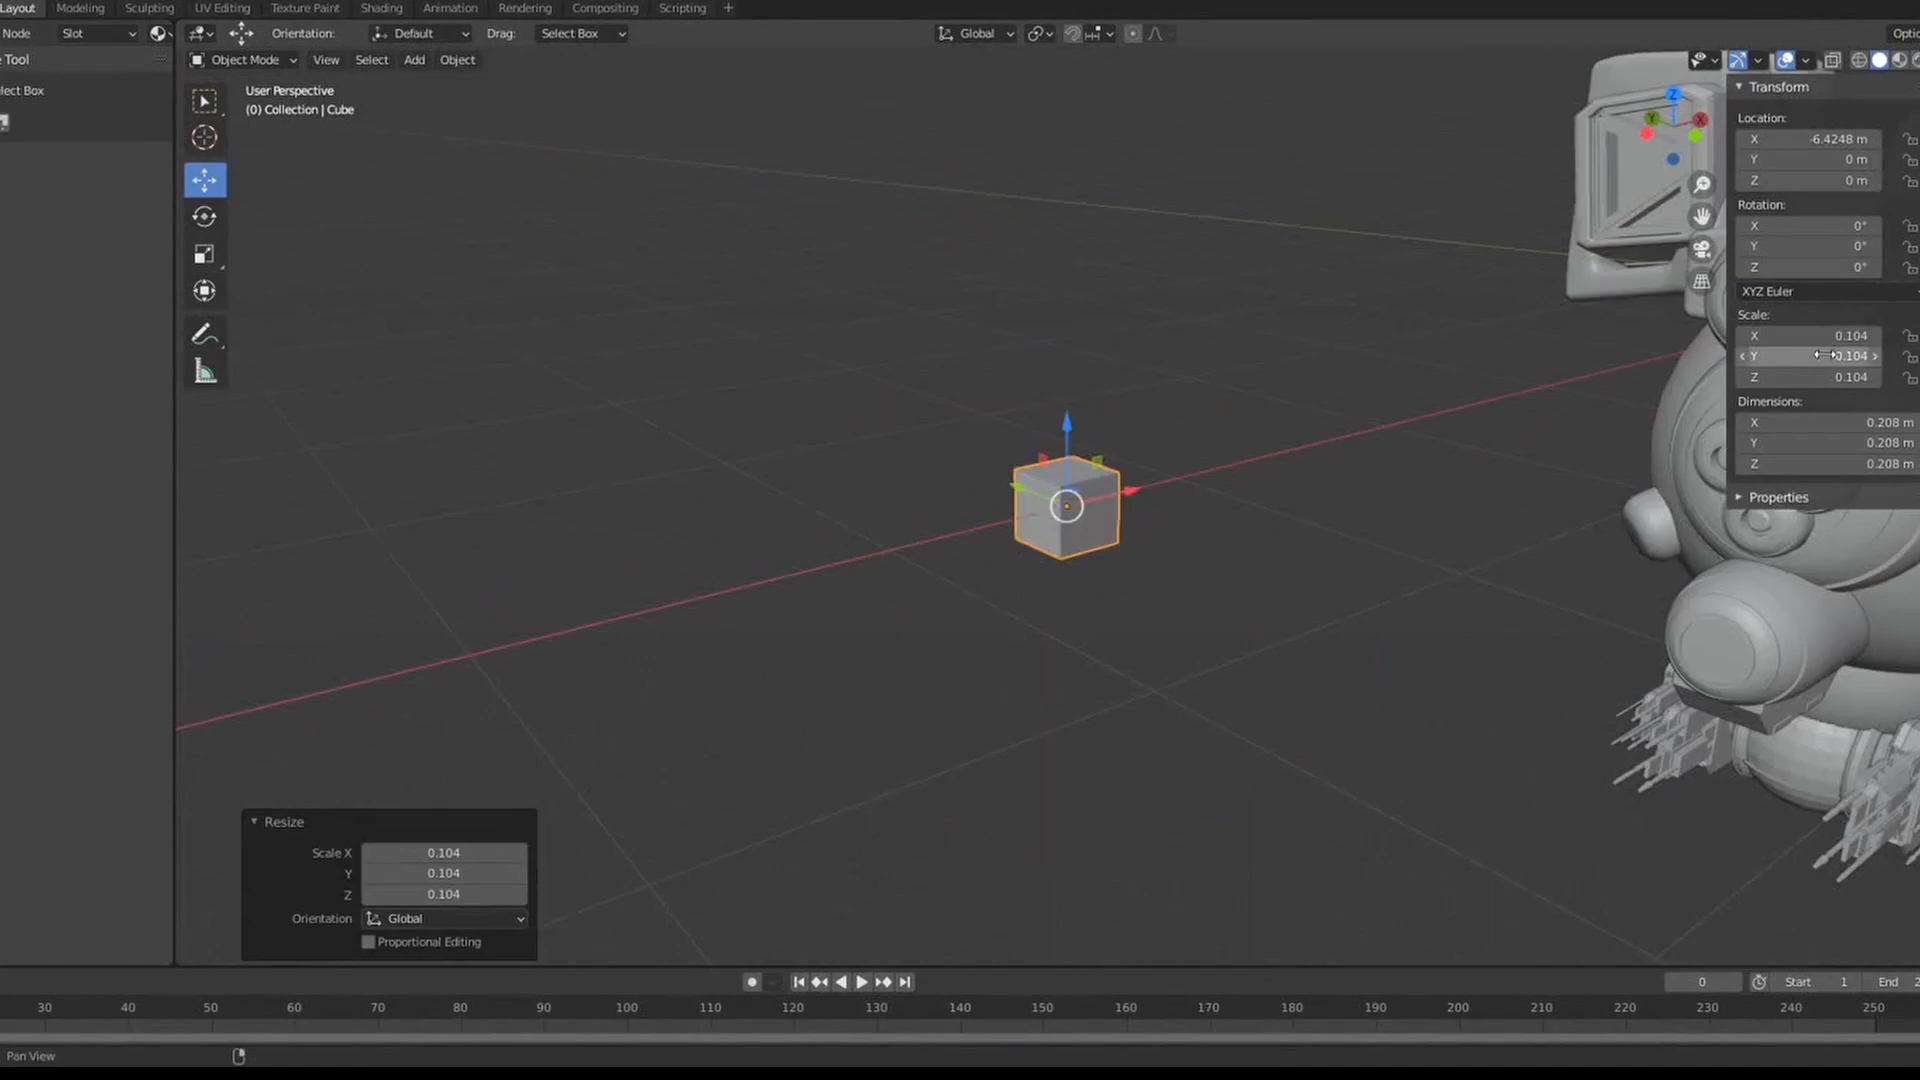 Layout Modeling Sculpting UV Editing Texture Paint Shading Animation Rendering Compositing Scripting +
Node Slot Orientation: Default Drag: Select Box Global Optio
Tool Object Mode View Select Add Object
lect Box
User Perspective
(0) Collection | Cube
Z
Y X
Transform
Location:
X -6.4248 m
Y 0 m
Z 0 m
Rotation:
X 0°
Y 0°
Z 0°
XYZ Euler
Scale:
X 0.104
Y 0.104
Z 0.104
Dimensions:
X 0.208 m
Y 0.208 m
Z 0.208 m
Properties
Resize
Scale X 0.104
Y 0.104
Z 0.104
Orientation Global
Proportional Editing
0 Start 1 End 2
30 40 50 60 70 80 90 100 110 120 130 140 150 160 170 180 190 200 210 220 230 240 250
Pan View